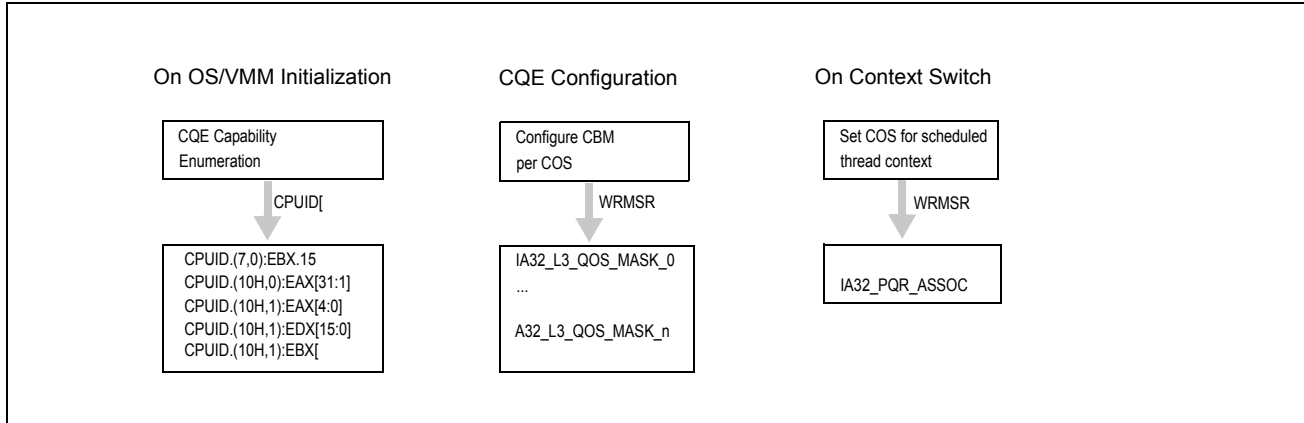 On OS/VMM Initialization
CQE Capability
Enumeration
CPUID[
CPUID.(7,0):EBX.15
CPUID.(10H,0):EAX[31:1]
CPUID.(10H,1):EAX[4:0]
CPUID.(10H,1):EDX[15:0]
CPUID.(10H,1):EBX[
CQE Configuration
Configure CBM
per COS
WRMSR
IA32_L3_QOS_MASK_0
...
A32_L3_QOS_MASK_n
On Context Switch
Set COS for scheduled
thread context
WRMSR
IA32_PQR_ASSOC